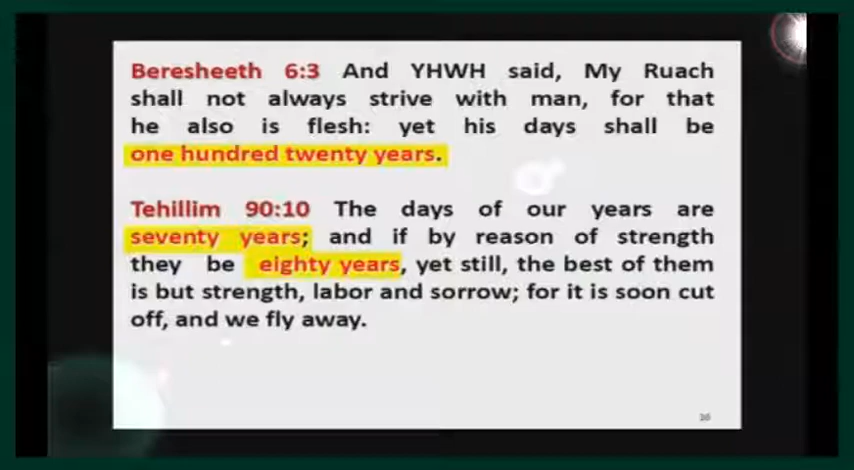 Beresheeth 6:3 And YHWH said, My Ruach
shall not always strive with man, for that
he also is flesh: yet his days shall be
one hundred twenty years.
Tehillim 90:10 The days of our years are
seventy years; and if by reason of strength
they be eighty years, yet still, the best of them
is but strength, labor and sorrow; for it is soon cut
off, and we fly away.